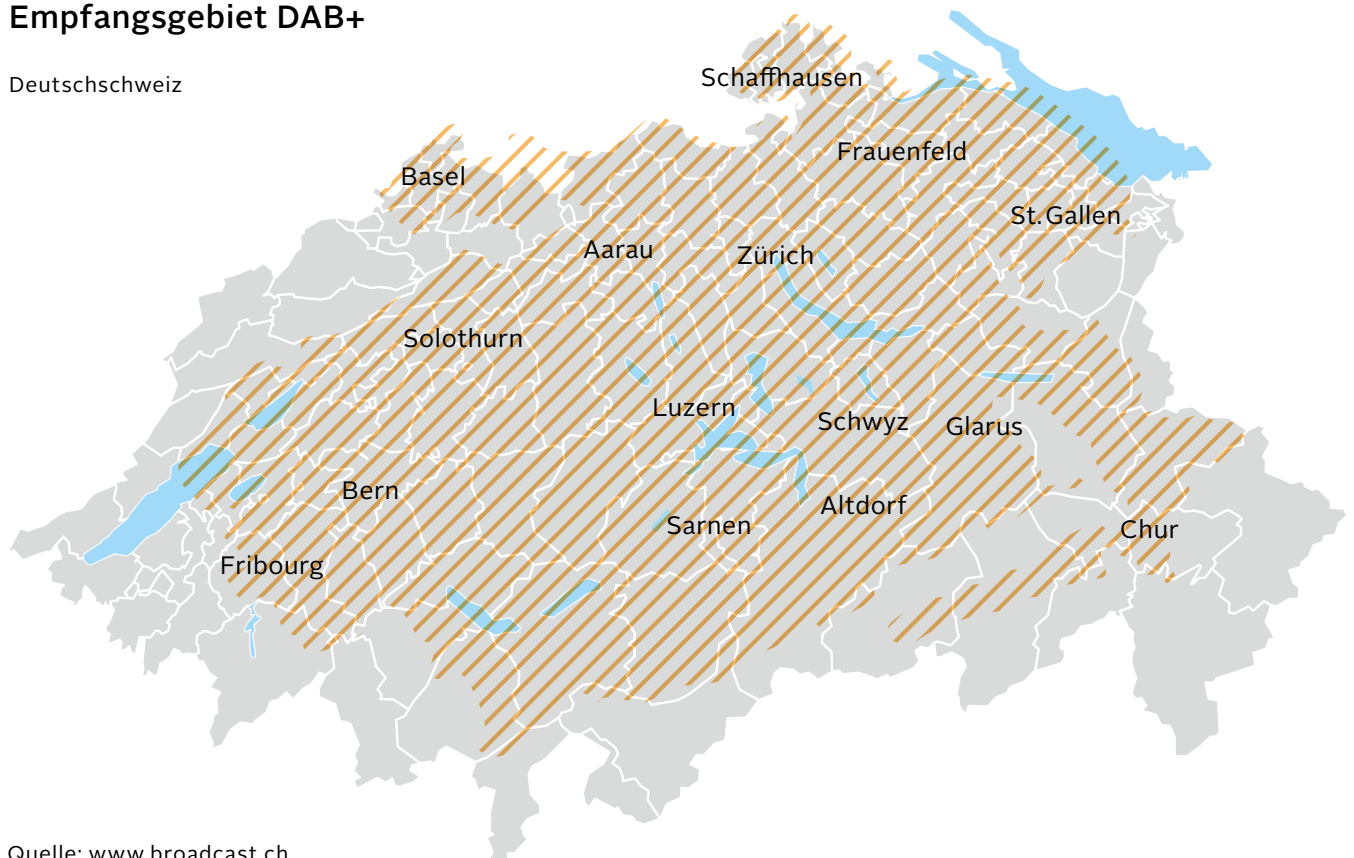 Empfangsgebiet DAB+
Deutschschweiz
Schaffhausen
Frauenfeld
Basel
St.Gallen
Aarau
Zürich
Solothurn
Luzern
Schwyz
Glarus
Bern
Altdorf
Sarnen
Chur
Fribourg
Quelle: www.broadcast.ch